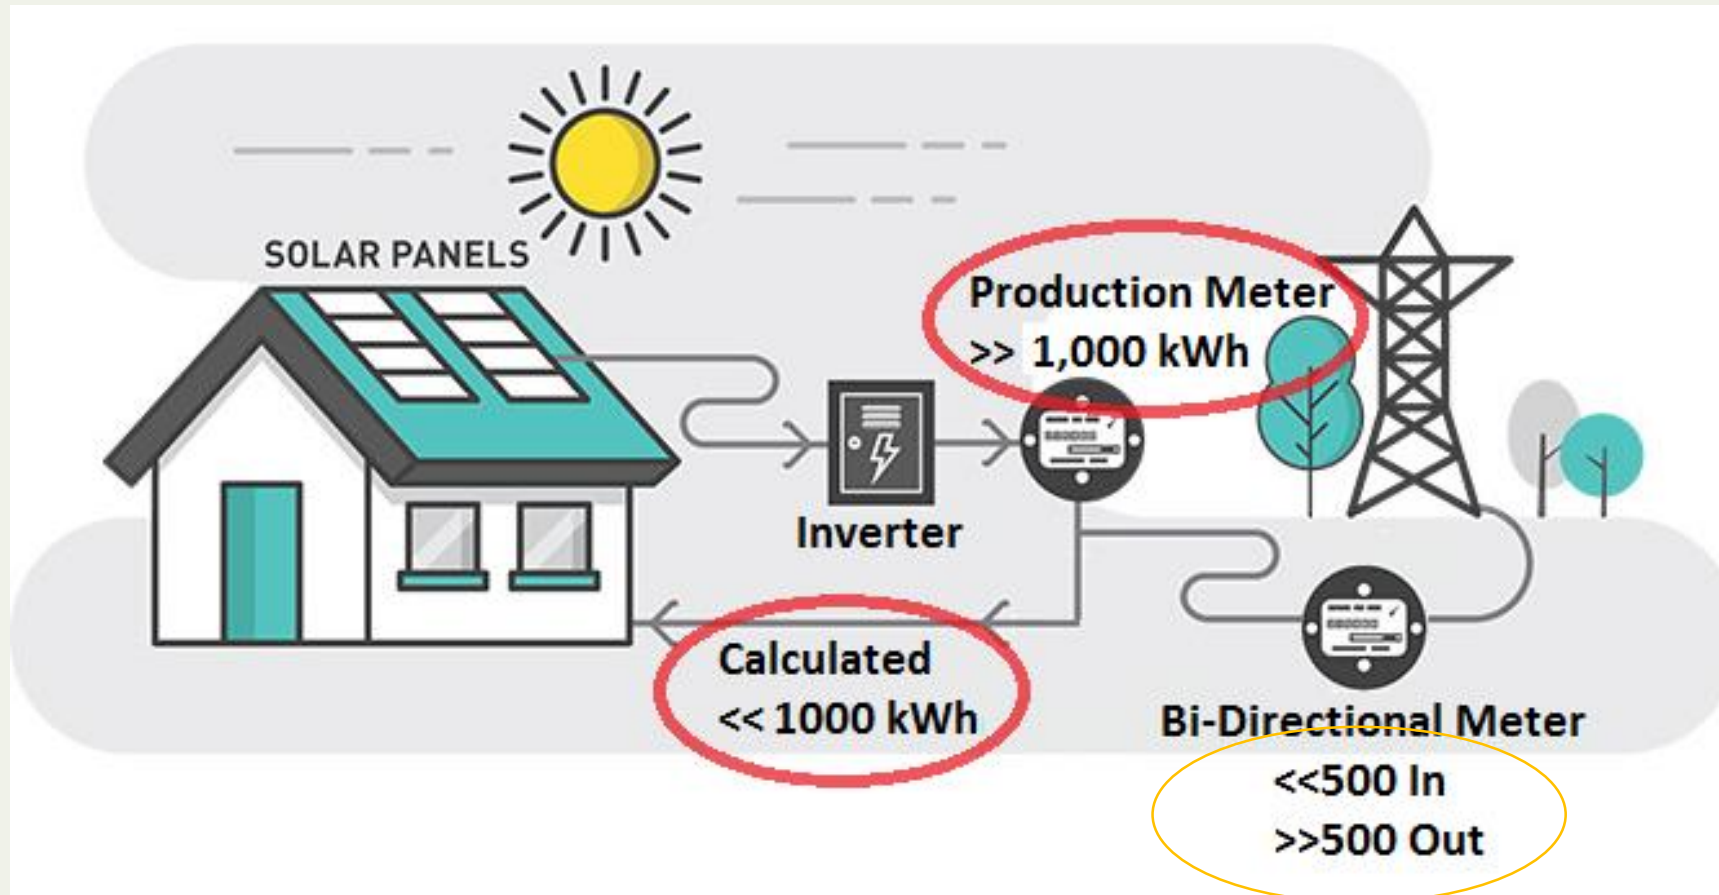 SOLAR PANELS
Production Meter
>> 1,000 kWh
Inverter
Calculated
<< 1000 kWh
Bi-Directional Meter
<<500 In
>>500 Out